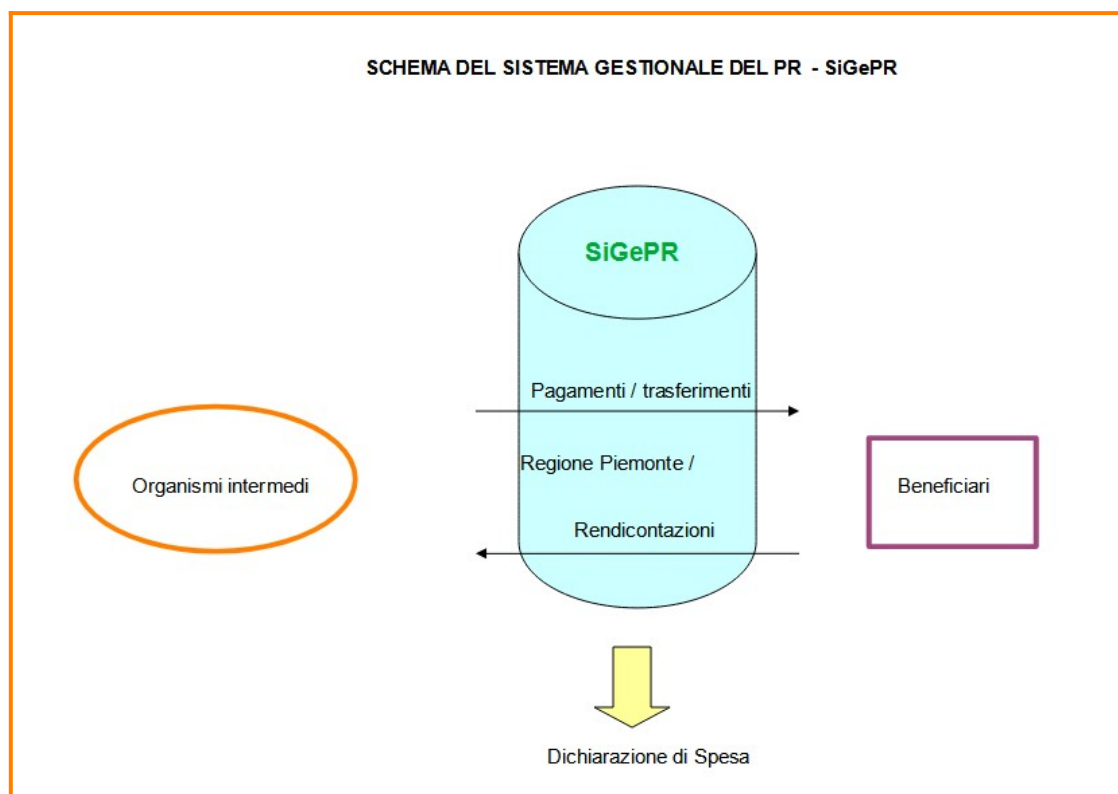 SCHEMA DEL SISTEMA GESTIONALE DEL PR - SiGePR
SiGePR
Pagamenti / trasferimenti
Regione Piemonte /
Organismi intermedi
Beneficiari
Rendicontazioni
Dichiarazione di Spesa